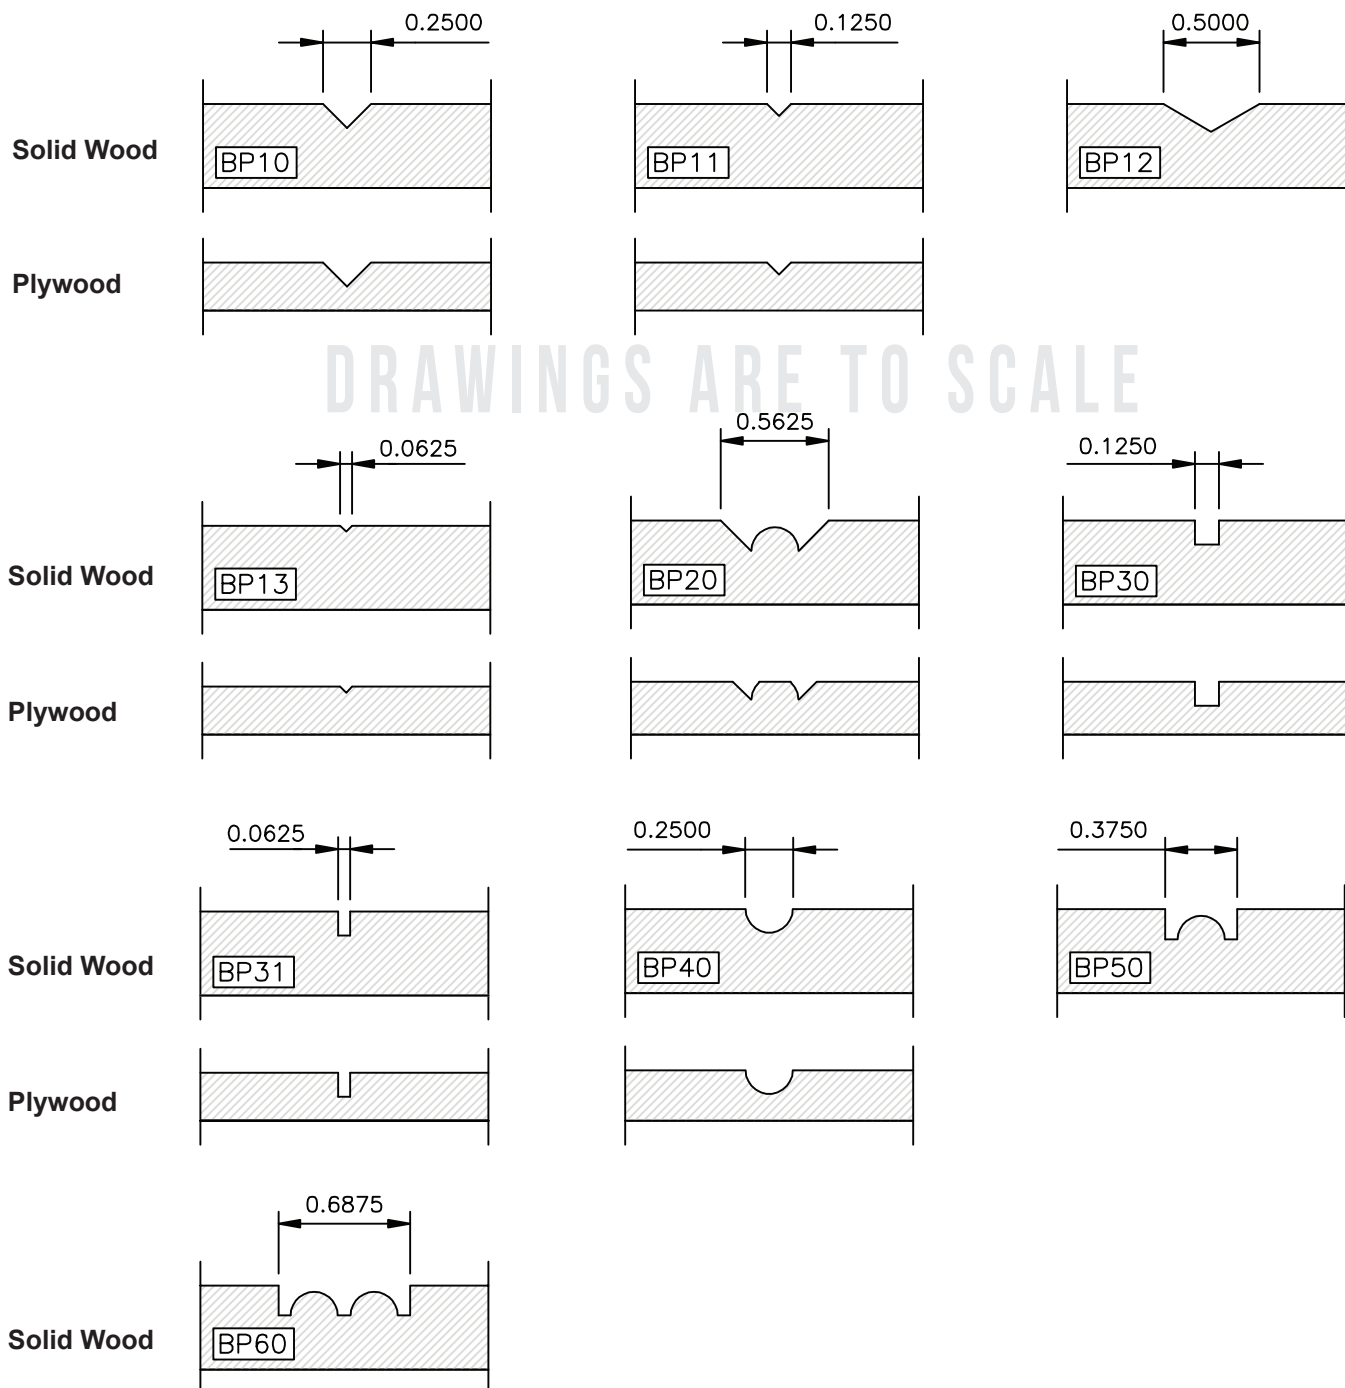 0.2500 0.1250 0.5000
Solid Wood BP10 BP11 BP12
Plywood
DRAWINGS ARE TO SCALE
0.0625 0.5625 0.1250
Solid Wood BP13 BP20 BP30
Plywood
0.0625 0.2500 0.3750
Solid Wood BP31 BP40 BP50
Plywood
0.6875
Solid Wood BP60